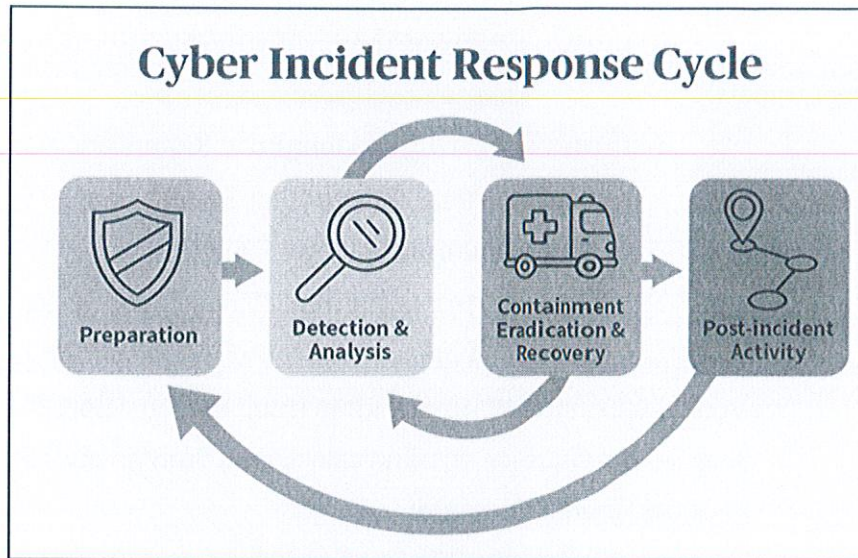 Cyber Incident Response Cycle
Preparation
Detection &
Analysis
Containment
Eradication &
Recovery
Post-incident
Activity